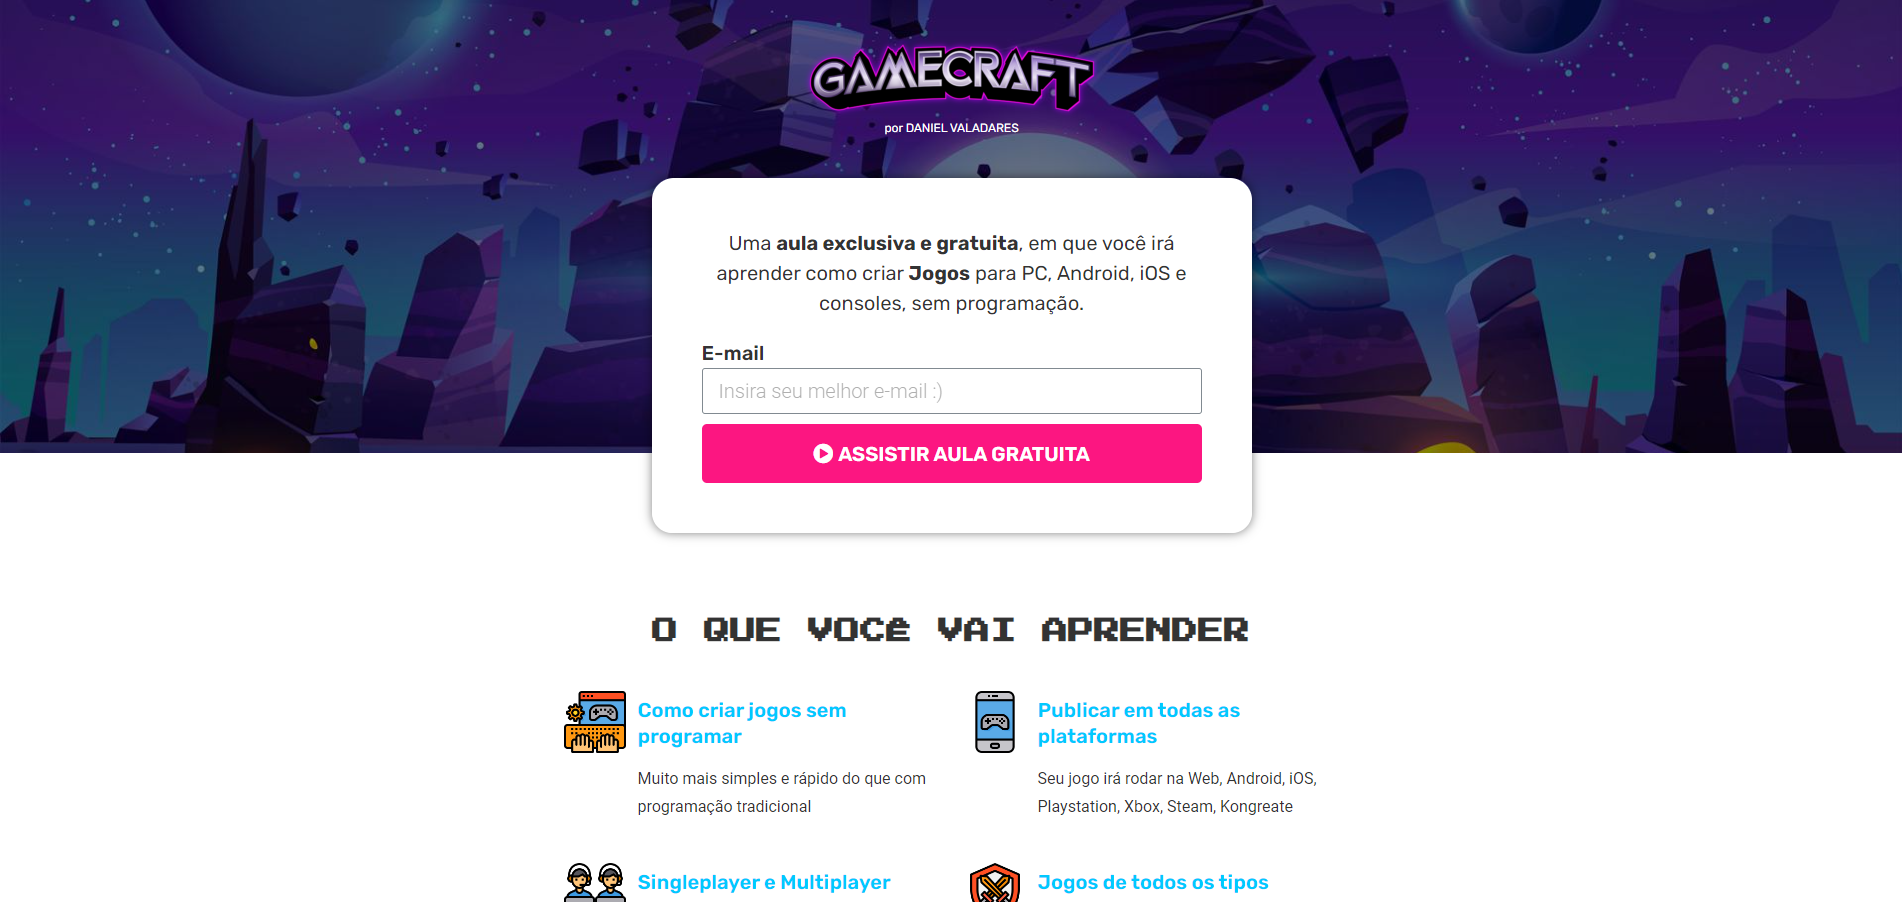 GAMECRAFT
por DANIEL VALADARES
Uma aula exclusiva e gratuita, em que você irá
aprender como criar Jogos para PC, Android, iOS e
consoles, sem programação.
E-mail
Insira seu melhor e-mail :)
ASSISTIR AULA GRATUITA
O QUE VOCê VAI APRENDER
Como criar jogos sem
programar
Muito mais simples e rápido do que com
programação tradicional
Publicar em todas as
plataformas
Seu jogo irá rodar na Web, Android, iOS,
Playstation, Xbox, Steam, Kongreate
Singleplayer e Multiplayer
Jogos de todos os tipos